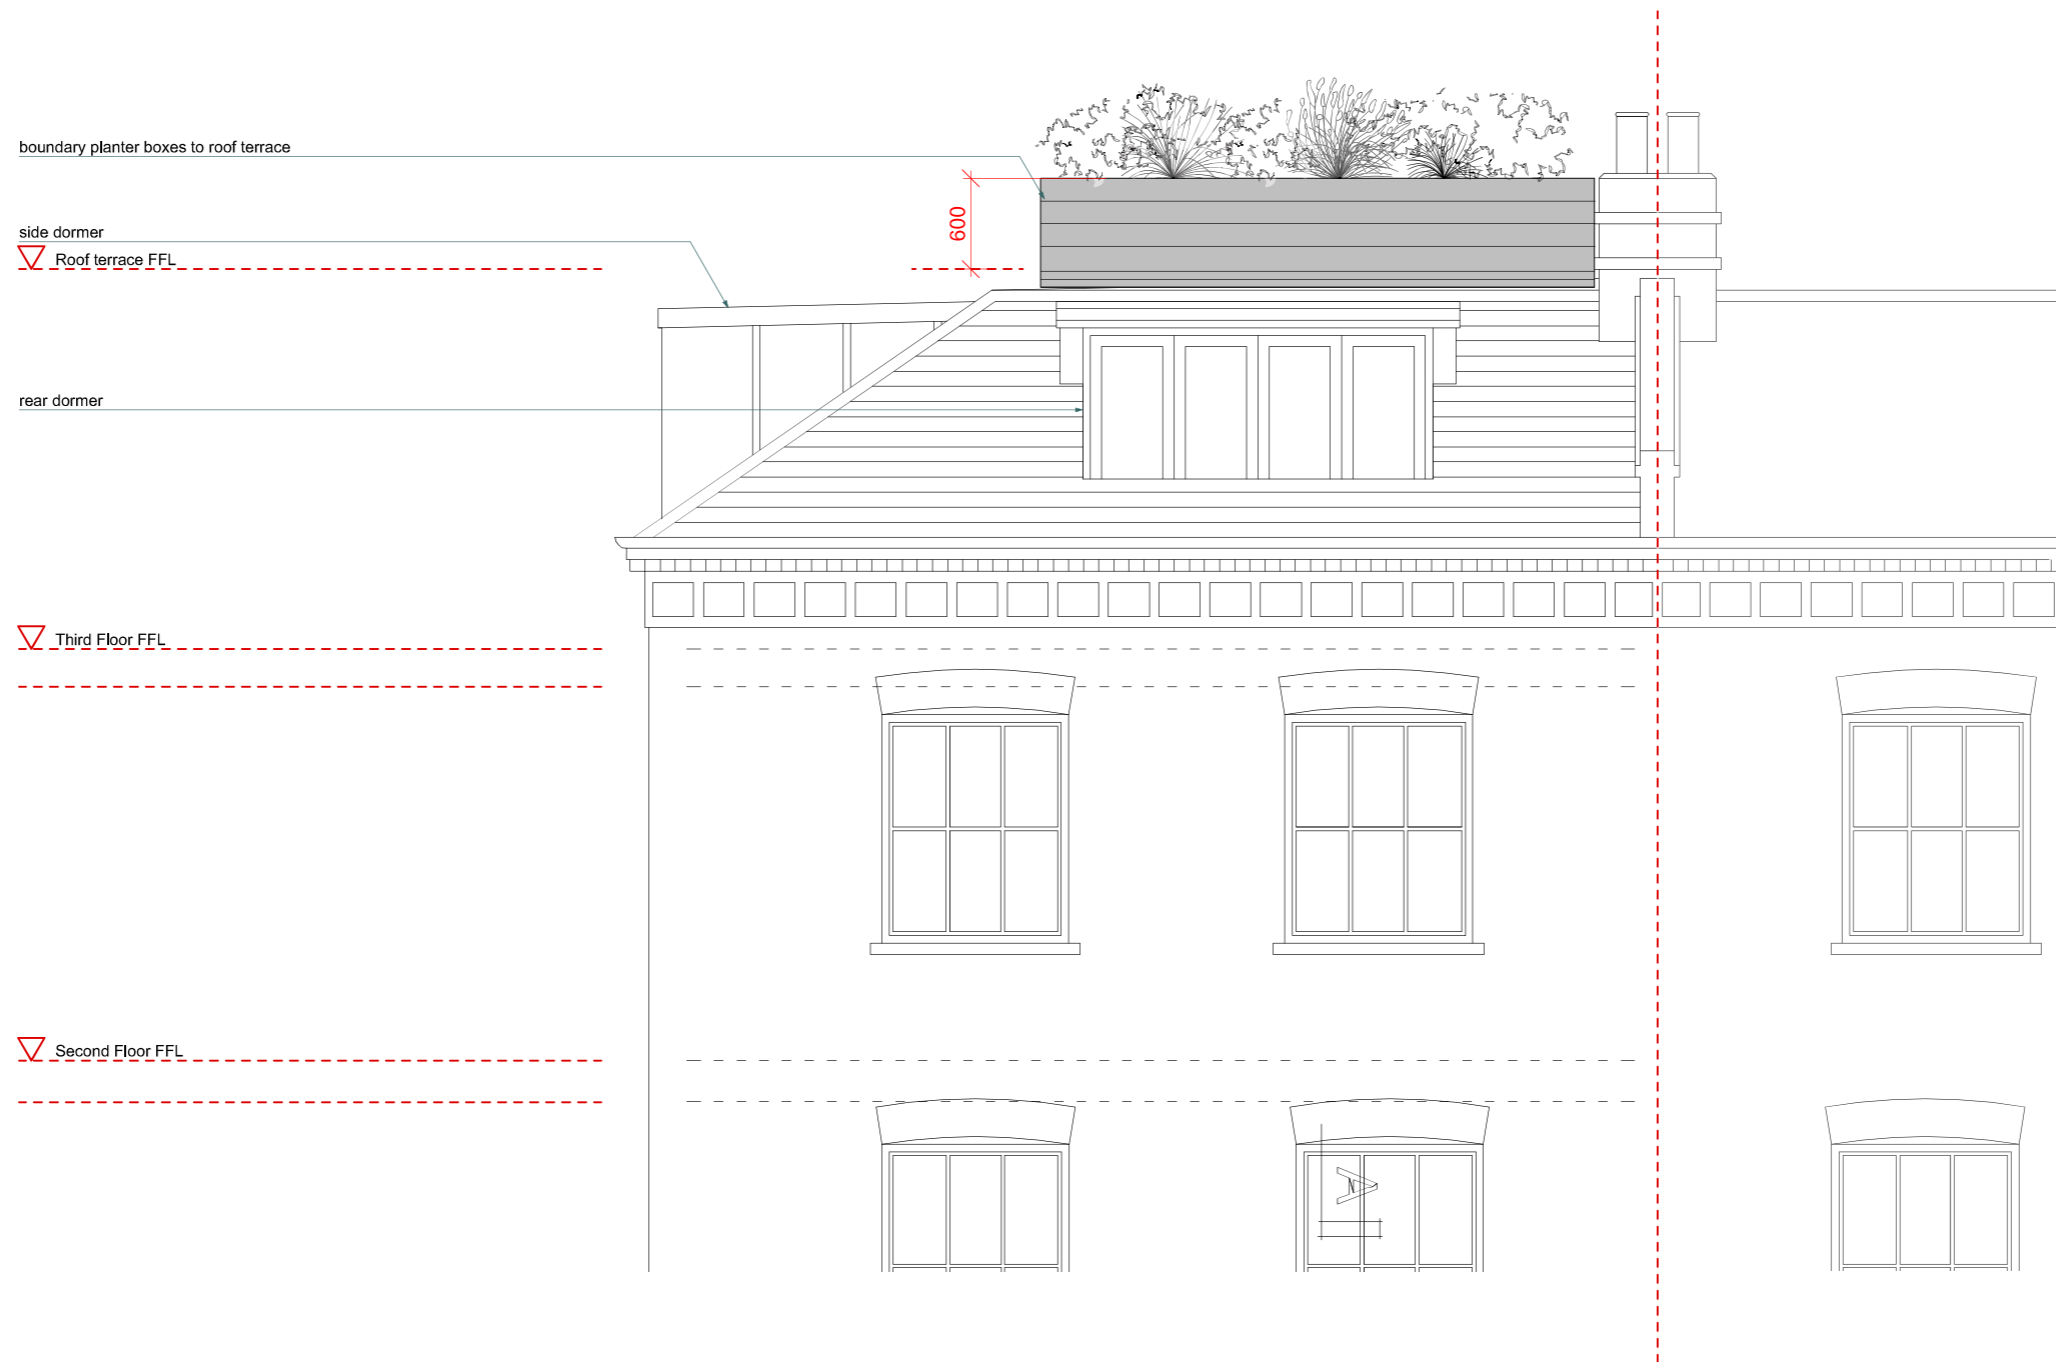 boundary planter boxes to roof terrace
600
side dormer
Roof terrace FFL
rear dormer
Third Floor FFL
Second Floor FFL
A